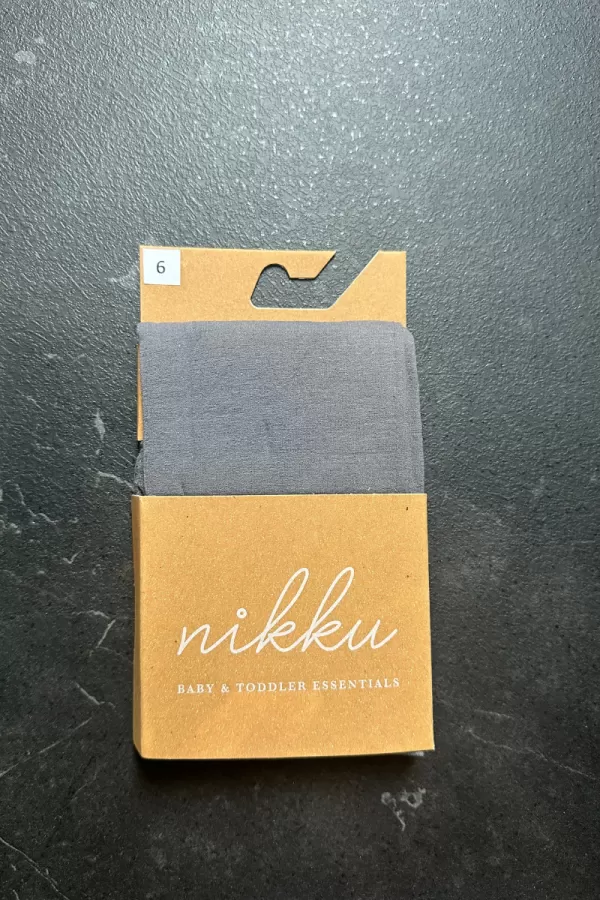 6
nikku
BABY & TODDLER ESSENTIALS